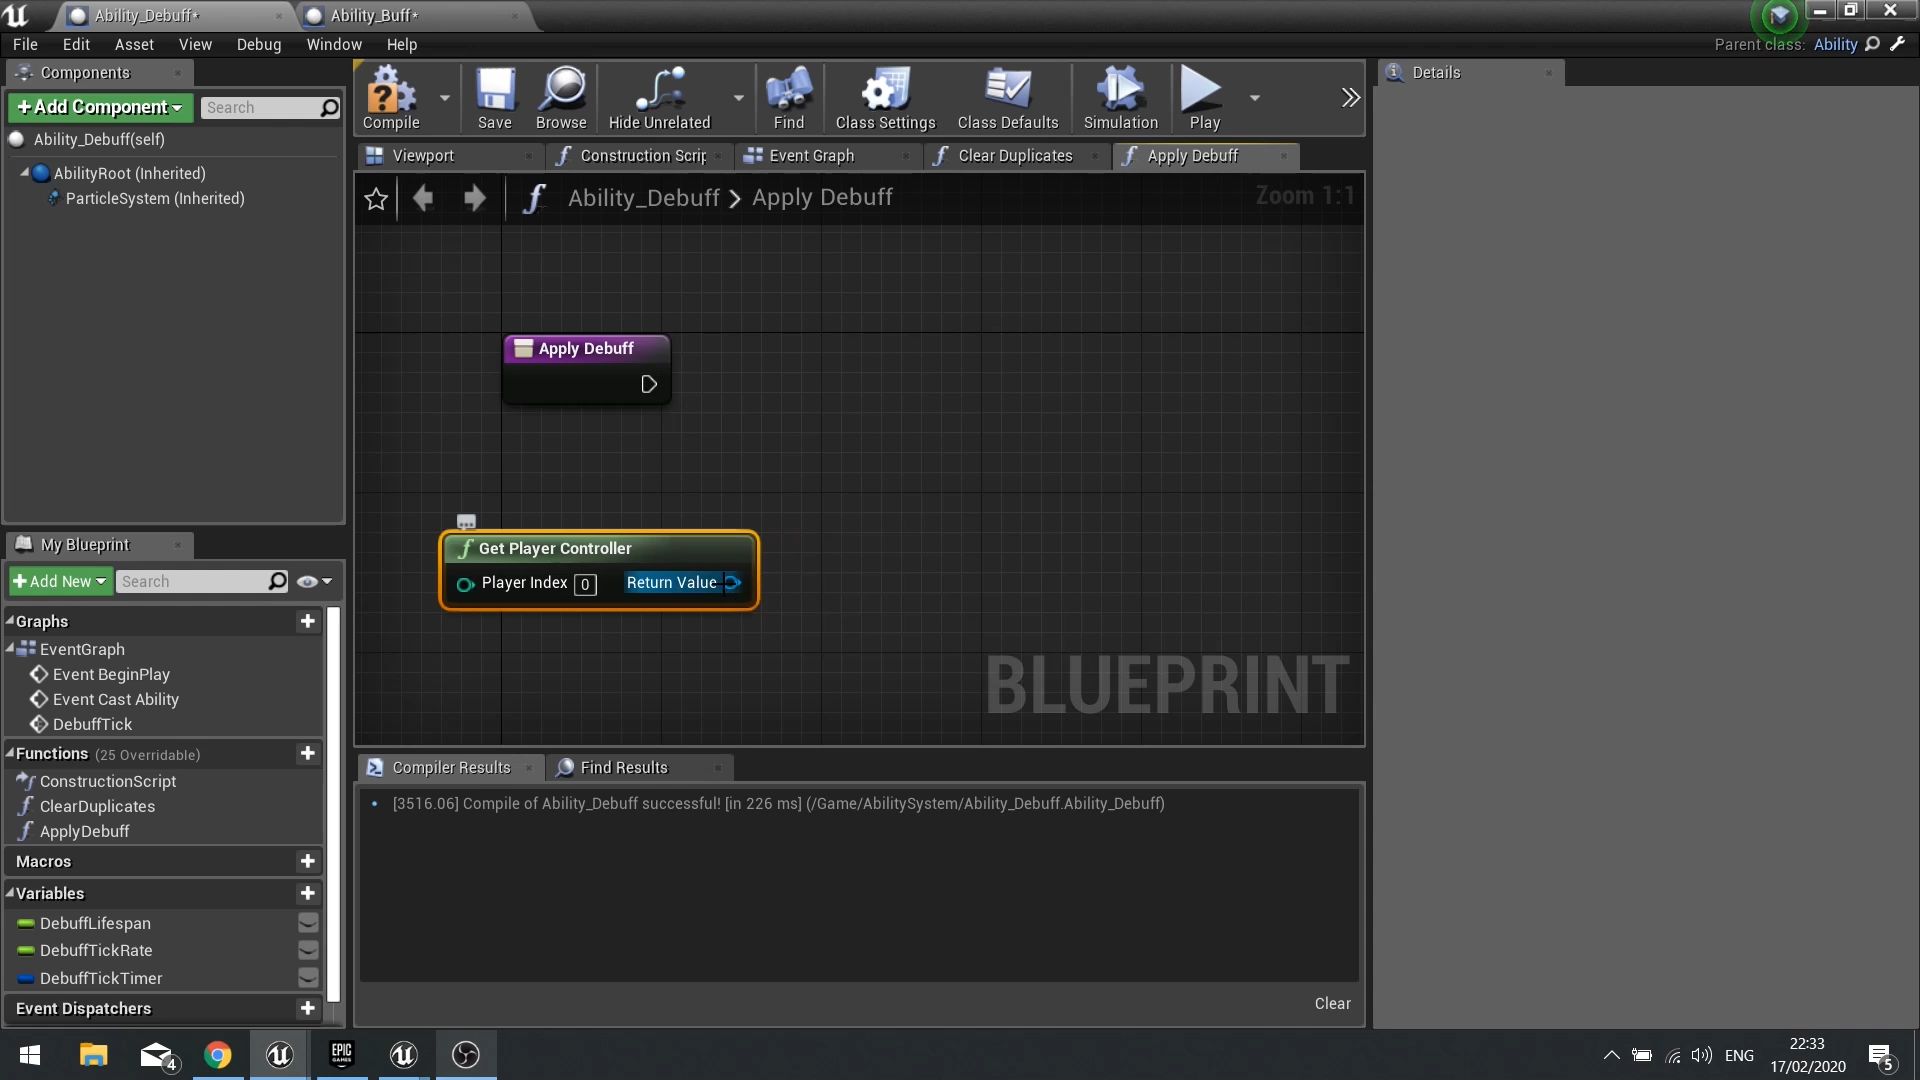 Ability_Debuff*
Ability_Buff*
File Edit Asset View Debug Window Help
Parent class: Ability
Components
+Add Component
Search
Ability_Debuff(self)
AbilityRoot (Inherited)
ParticleSystem (Inherited)
Compile
Save
Browse
Hide Unrelated
Find
Class Settings
Class Defaults
Simulation
Play
Details
Viewport
Construction Scrip
Event Graph
Clear Duplicates
Apply Debuff
Ability_Debuff > Apply Debuff
Zoom 1:1
Apply Debuff
Get Player Controller
Player Index 0
Return Value
BLUEPRINT
My Blueprint
+Add New
Search
Graphs
EventGraph
Event BeginPlay
Event Cast Ability
DebuffTick
Functions (25 Overridable)
ConstructionScript
ClearDuplicates
ApplyDebuff
Macros
Variables
DebuffLifespan
DebuffTickRate
DebuffTickTimer
Event Dispatchers
Compiler Results
Find Results
[3516.06] Compile of Ability_Debuff successful! [in 226 ms] (/Game/AbilitySystem/Ability_Debuff.Ability_Debuff)
Clear
4
EPIC
GAMES
ENG
22:33
17/02/2020
5